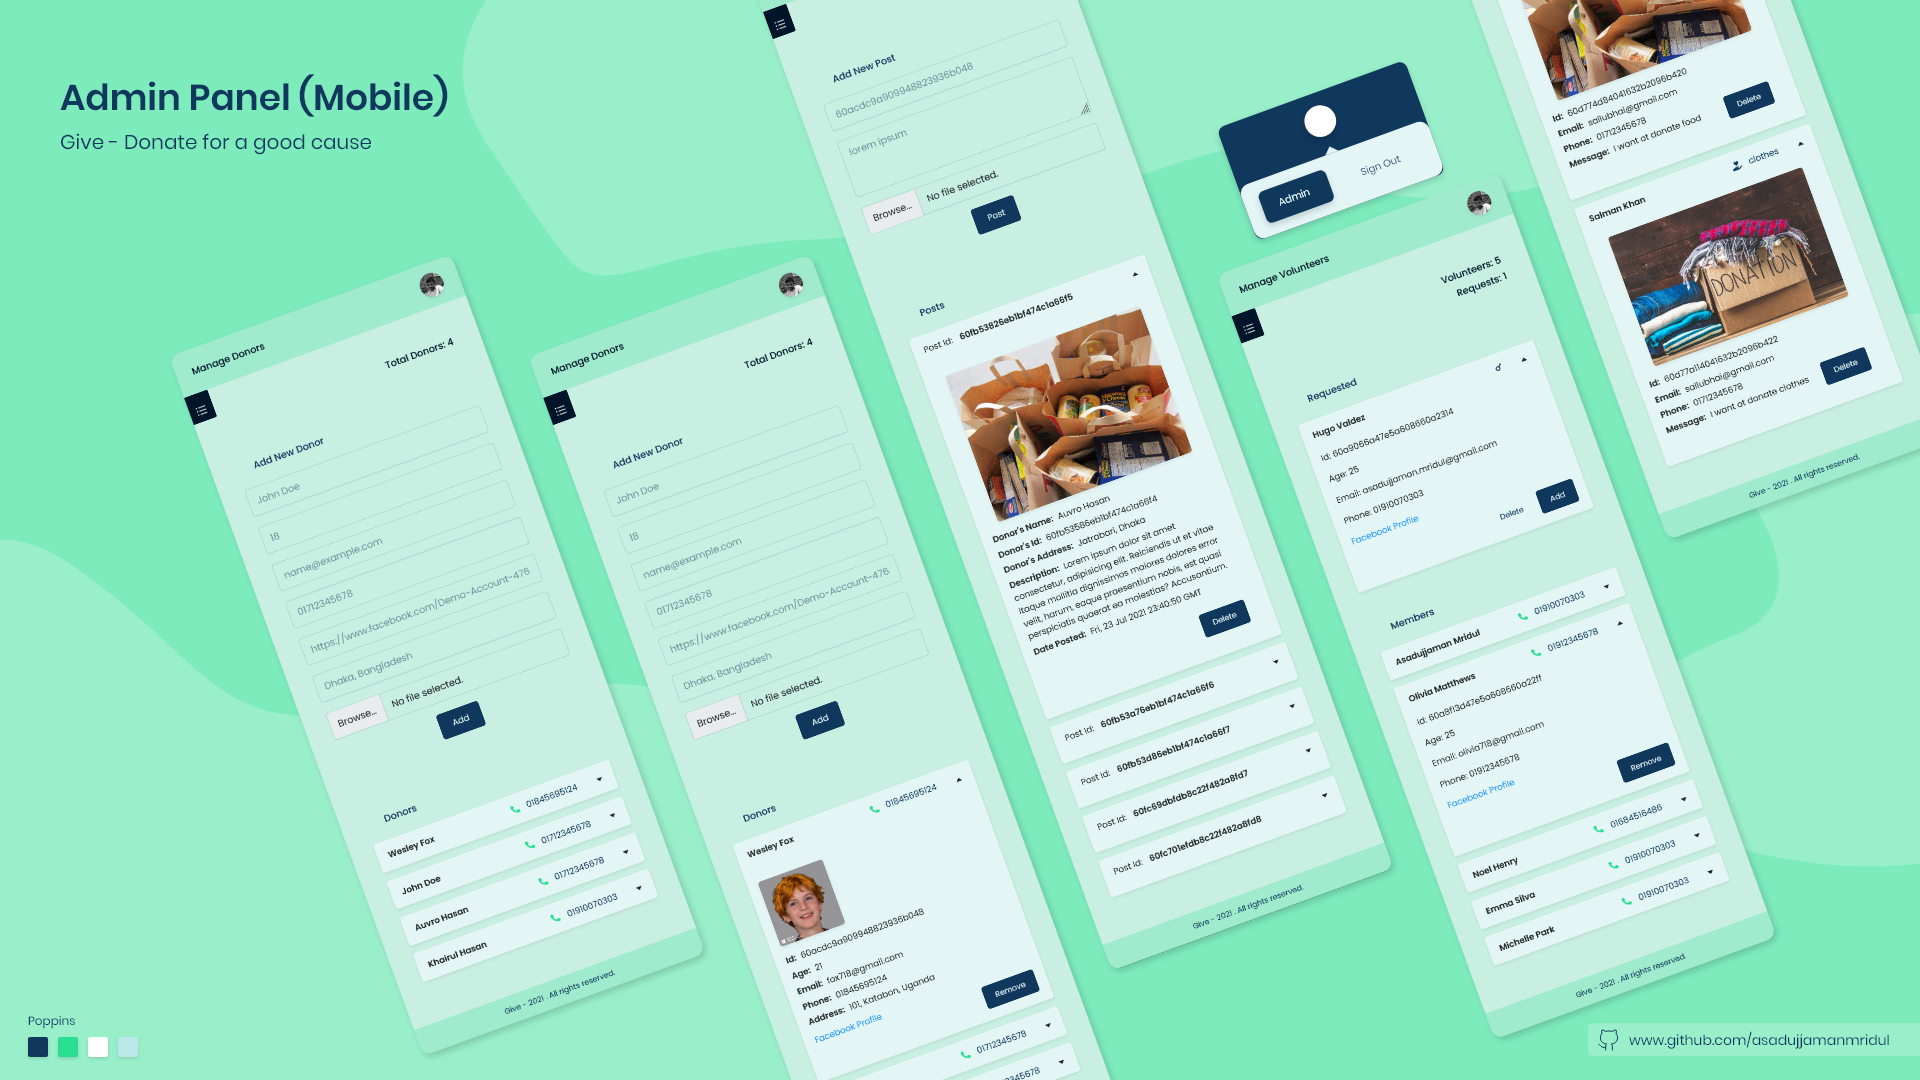 Admin Panel (Mobile)
Give - Donate for a good cause
Manage Donors
Total Donors: 4
Add New Donor
John Doe
18
name@example.com
01712345678
https://www.facebook.com/Demo-Account-476
Dhaka, Bangladesh
Browse...
No file selected.
Add
Donors
Wesley Fox
01845695124
John Doe
01712345678
Auvro Hasan
01712345678
Khairul Hasan
01910070303
Give - 2021 . All rights reserved.
Manage Donors
Total Donors: 4
Add New Donor
John Doe
18
name@example.com
01712345678
https://www.facebook.com/Demo-Account-476
Dhaka, Bangladesh
Browse...
No file selected.
Add
Donors
Wesley Fox
01845695124
Id: 60acdc9a909948823936b048
Age: 21
Email: fox718@gmail.com
Phone: 01845695124
Address: 101, Katabon, Uganda
Facebook Profile
Remove
01712345678
Add New Post
60acdc9a909948823936b048
lorem ipsum
Browse...
No file selected.
Post
Posts
Post Id: 60fb53826eb1bf474c1a66f5
Donor's Name: Auvro Hasan
Donor's Id: 60fb53586eb1bf474c1a66f4
Donor's Address: Jatrabari, Dhaka
Description: Lorem ipsum dolor sit amet
consectetur, adipisicing elit. Reiciendis ut et vitae
itaque mollitia dignissimos maiores dolores error
velit, harum, eaque praesentium nobis, est quasi
perspiciatis quaerat ea molestias? Accusantium.
Date Posted: Fri, 23 Jul 2021 23:40:50 GMT
Delete
Post Id: 60fb53a76eb1bf474c1a66f6
Post Id: 60fb53d86eb1bf474c1a66f7
Post Id: 60fc69dbfdb8c22f482a8fd7
Post Id: 60fc701efdb8c22f482a8fd8
Give - 2021 . All rights reserved.
Admin
Sign Out
Manage Volunteers
Volunteers: 5
Requests: 1
Requested
Hugo Valdez
Id: 60a9066a47e5a608660a2314
Age: 25
Email: asadujjaman.mridul@gmail.com
Phone: 01910070303
Facebook Profile
Delete
Add
Members
Asadujjaman Mridul
01910070303
Olivia Matthews
01912345678
Id: 60a8f13d47e5a608660a22ff
Age: 25
Email: olivia718@gmail.com
Phone: 01912345678
Facebook Profile
Remove
Noel Henry
01684516486
Emma Silva
01910070303
Michelle Park
01910070303
Give - 2021 . All rights reserved.
Id: 60d774d84041632b2096b420
Email: sallubhai@gmail.com
Phone: 01712345678
Message: I want ot donate food
Delete
clothes
Salman Khan
DONATION
Id: 60d77a114041632b2096b422
Email: sallubhai@gmail.com
Phone: 01712345678
Message: I want ot donate clothes
Delete
Give - 2021 . All rights reserved.
Poppins
www.github.com/asadujjamanmridul